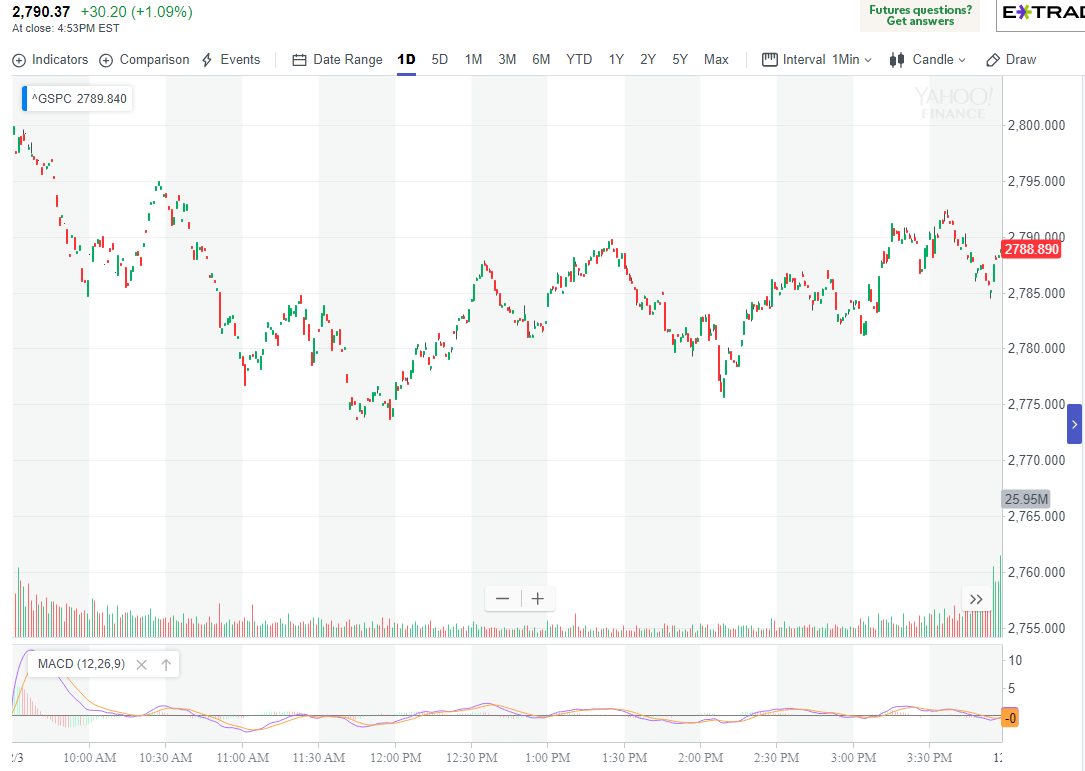 2,790.37 +30.20 (+1.09%)
At close: 4:53PM EST
Futures questions?
Get answers
E*TRAD
Indicators Comparison Events Date Range 1D 5D 1M 3M 6M YTD 1Y 2Y 5Y Max Interval 1Min Candle Draw
^GSPC 2789.840
YAHOO!
FINANCE
2,800.000
2,795.000
2,790.000
2788.890
2,785.000
2,780.000
2,775.000
2,770.000
25.95M
2,765.000
2,760.000
2,755.000
MACD (12,26,9)
10
5
-0
2/3 10:00 AM 10:30 AM 11:00 AM 11:30 AM 12:00 PM 12:30 PM 1:00 PM 1:30 PM 2:00 PM 2:30 PM 3:00 PM 3:30 PM 12